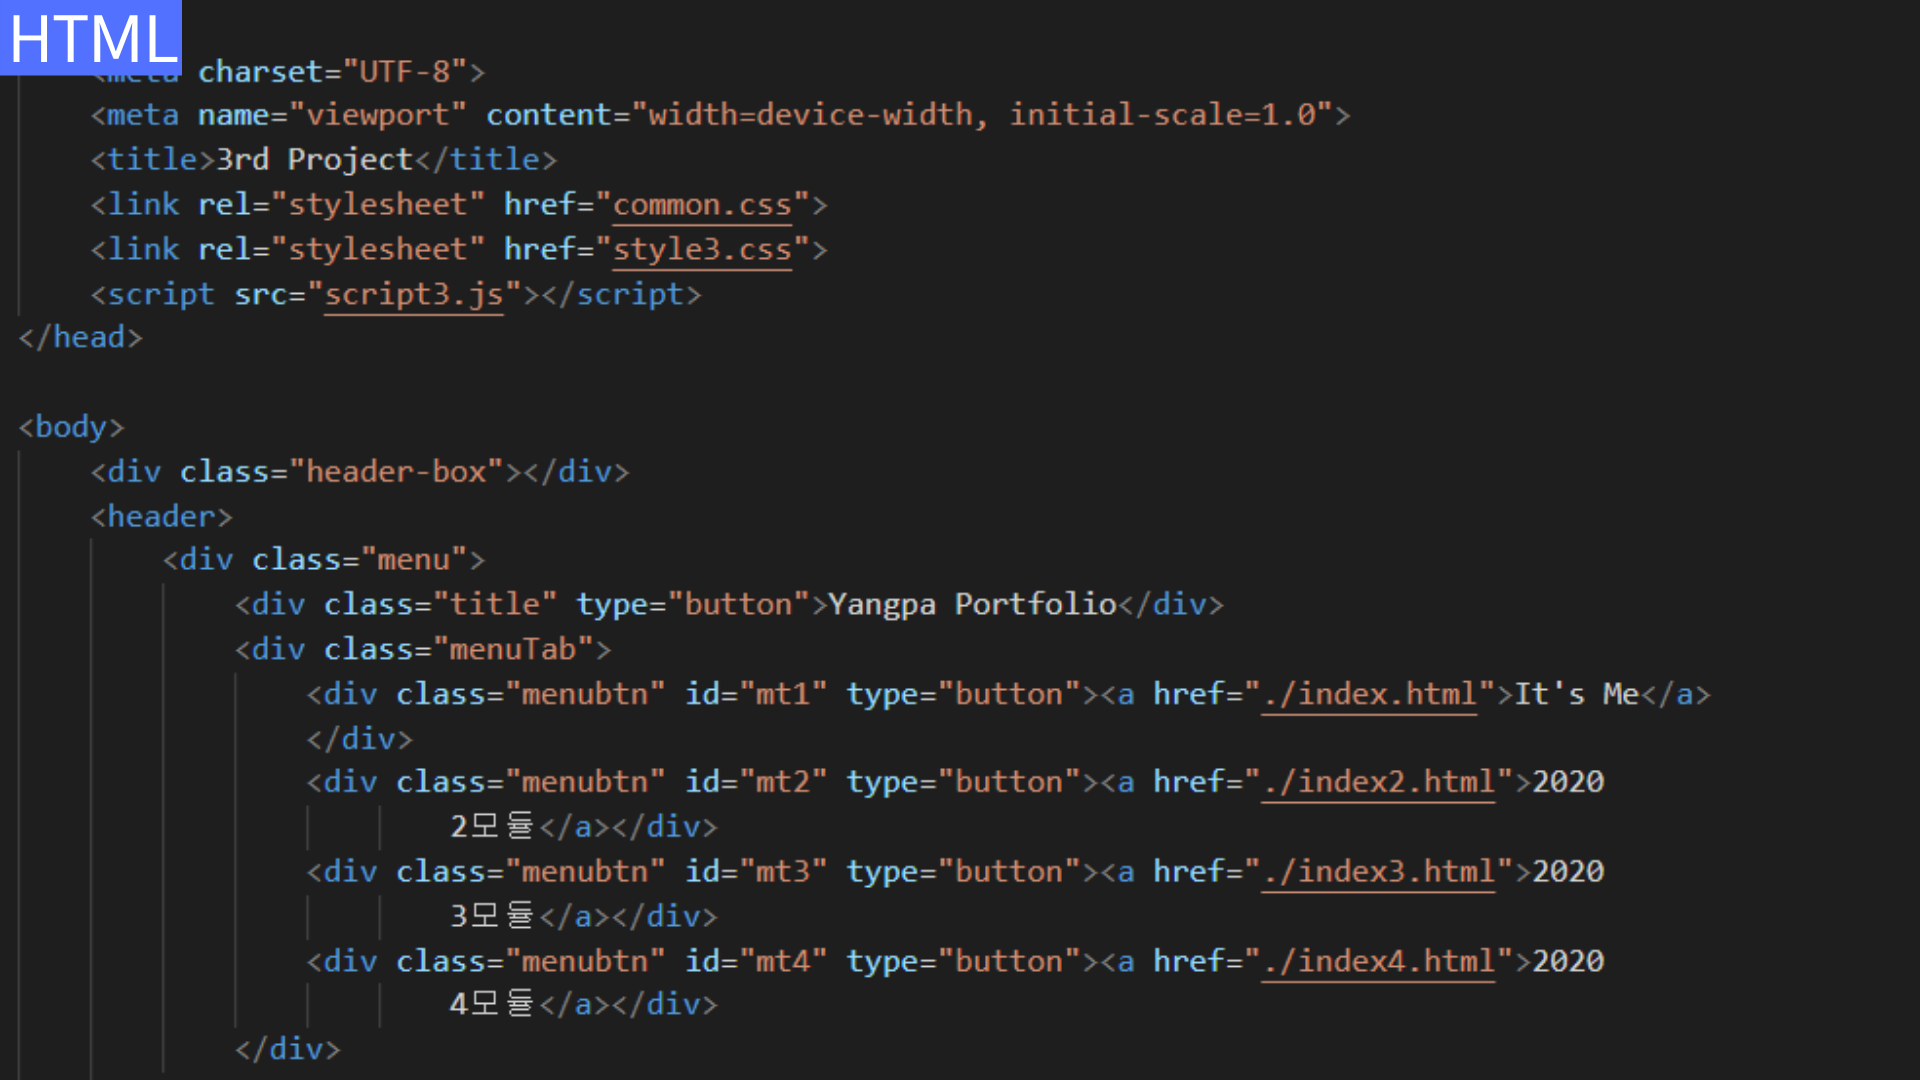 HTML
<meta charset="UTF-8">
<meta name="viewport" content="width=device-width, initial-scale=1.0">
<title>3rd Project</title>
<link rel="stylesheet" href="common.css">
<link rel="stylesheet" href="style3.css">
<script src="script3.js"></script>
</head>
<body>
<div class="header-box"></div>
<header>
<div class="menu">
<div class="title" type="button">Yangpa Portfolio</div>
<div class="menuTab">
<div class="menubtn" id="mt1" type="button"><a href="./index.html">It's Me</a>
</div>
<div class="menubtn" id="mt2" type="button"><a href="./index2.html">2020
2모듈</a></div>
<div class="menubtn" id="mt3" type="button"><a href="./index3.html">2020
3모듈</a></div>
<div class="menubtn" id="mt4" type="button"><a href="./index4.html">2020
4모듈</a></div>
</div>